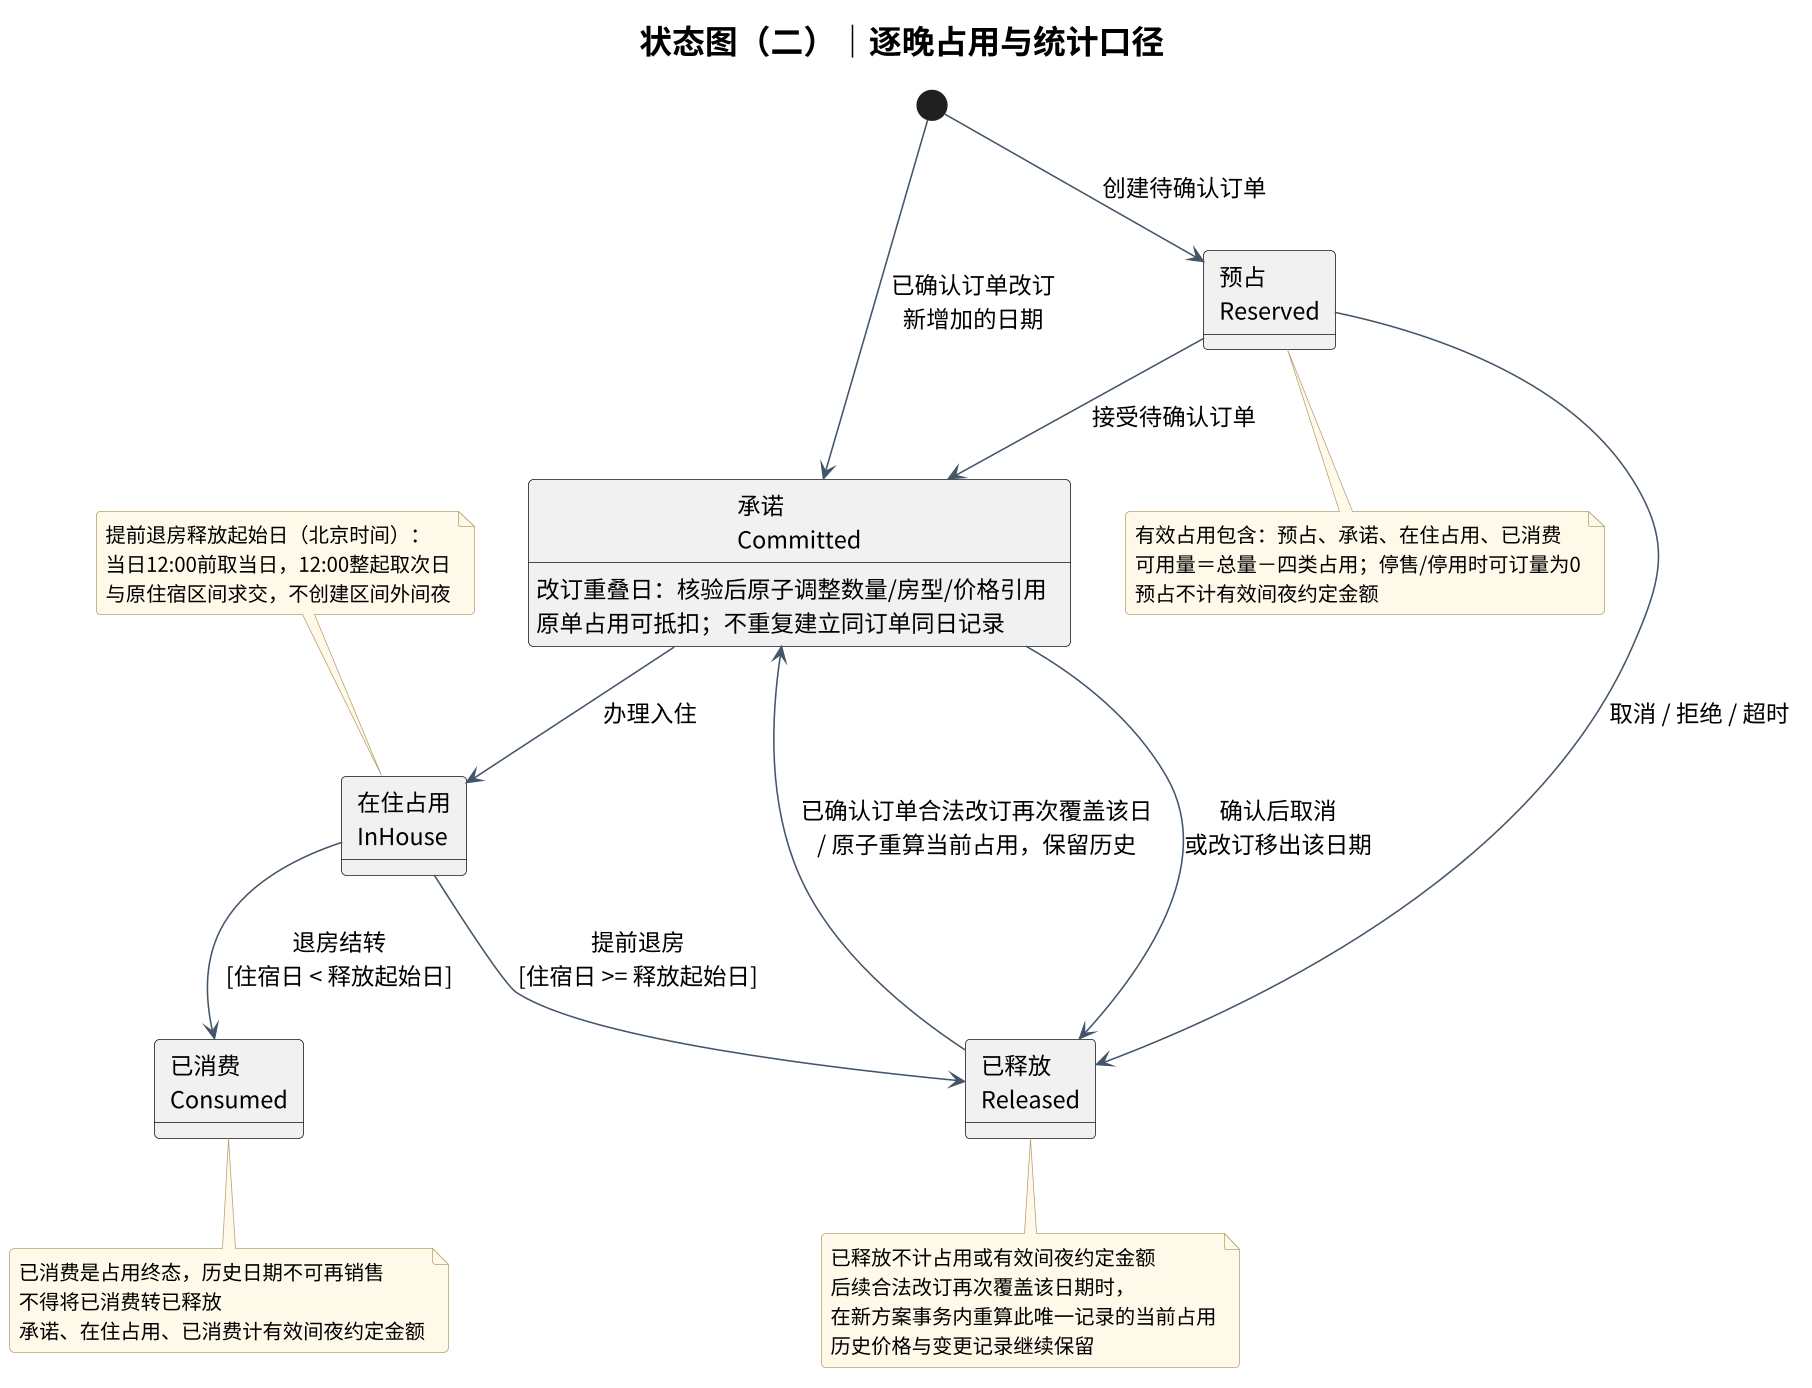 状态图（二）｜逐晚占用与统计口径
创建待确认订单
已确认订单改订
新增加的日期
预占
Reserved
接受待确认订单
承诺
Committed
改订重叠日：核验后原子调整数量/房型/价格引用
原单占用可抵扣；不重复建立同订单同日记录
提前退房释放起始日（北京时间）：
当日12:00前取当日，12:00整起取次日
与原住宿区间求交，不创建区间外间夜
有效占用包含：预占、承诺、在住占用、已消费
可用量＝总量－四类占用；停售/停用时可订量为0
预占不计有效间夜约定金额
办理入住
取消 / 拒绝 / 超时
在住占用
InHouse
已确认订单合法改订再次覆盖该日
/ 原子重算当前占用，保留历史
确认后取消
或改订移出该日期
退房结转
[住宿日 < 释放起始日]
提前退房
[住宿日 >= 释放起始日]
已消费
Consumed
已释放
Released
已消费是占用终态，历史日期不可再销售
不得将已消费转已释放
承诺、在住占用、已消费计有效间夜约定金额
已释放不计占用或有效间夜约定金额
后续合法改订再次覆盖该日期时，
在新方案事务内重算此唯一记录的当前占用
历史价格与变更记录继续保留